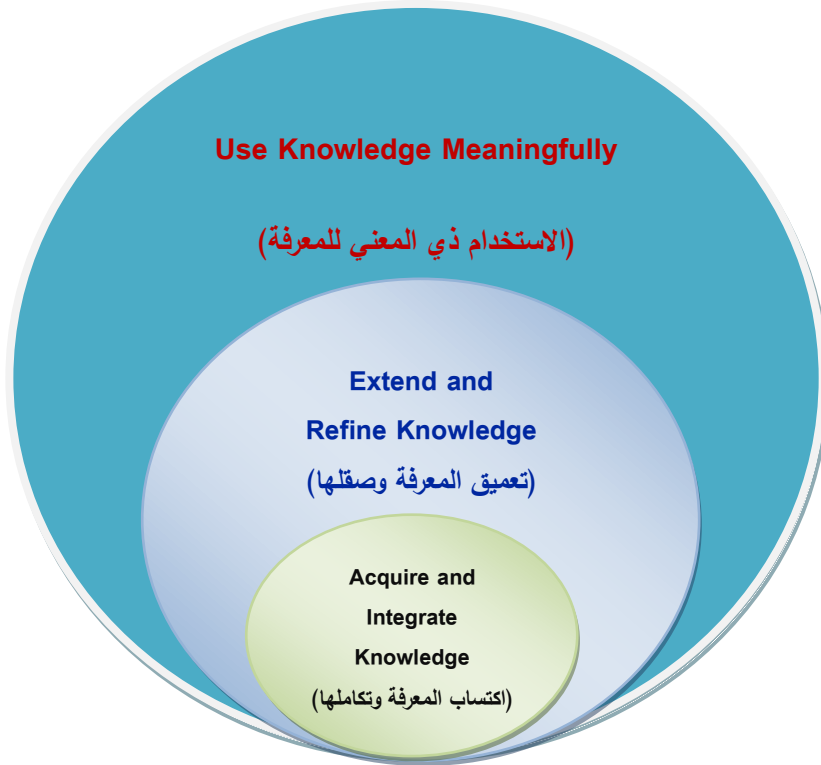 Use Knowledge Meaningfully
(الاستخدام ذي المعني للمعرفة)
Extend and
Refine Knowledge
(تعميق المعرفة وصقلها)
Acquire and
Integrate
Knowledge
(اكتساب المعرفة وتكاملها)